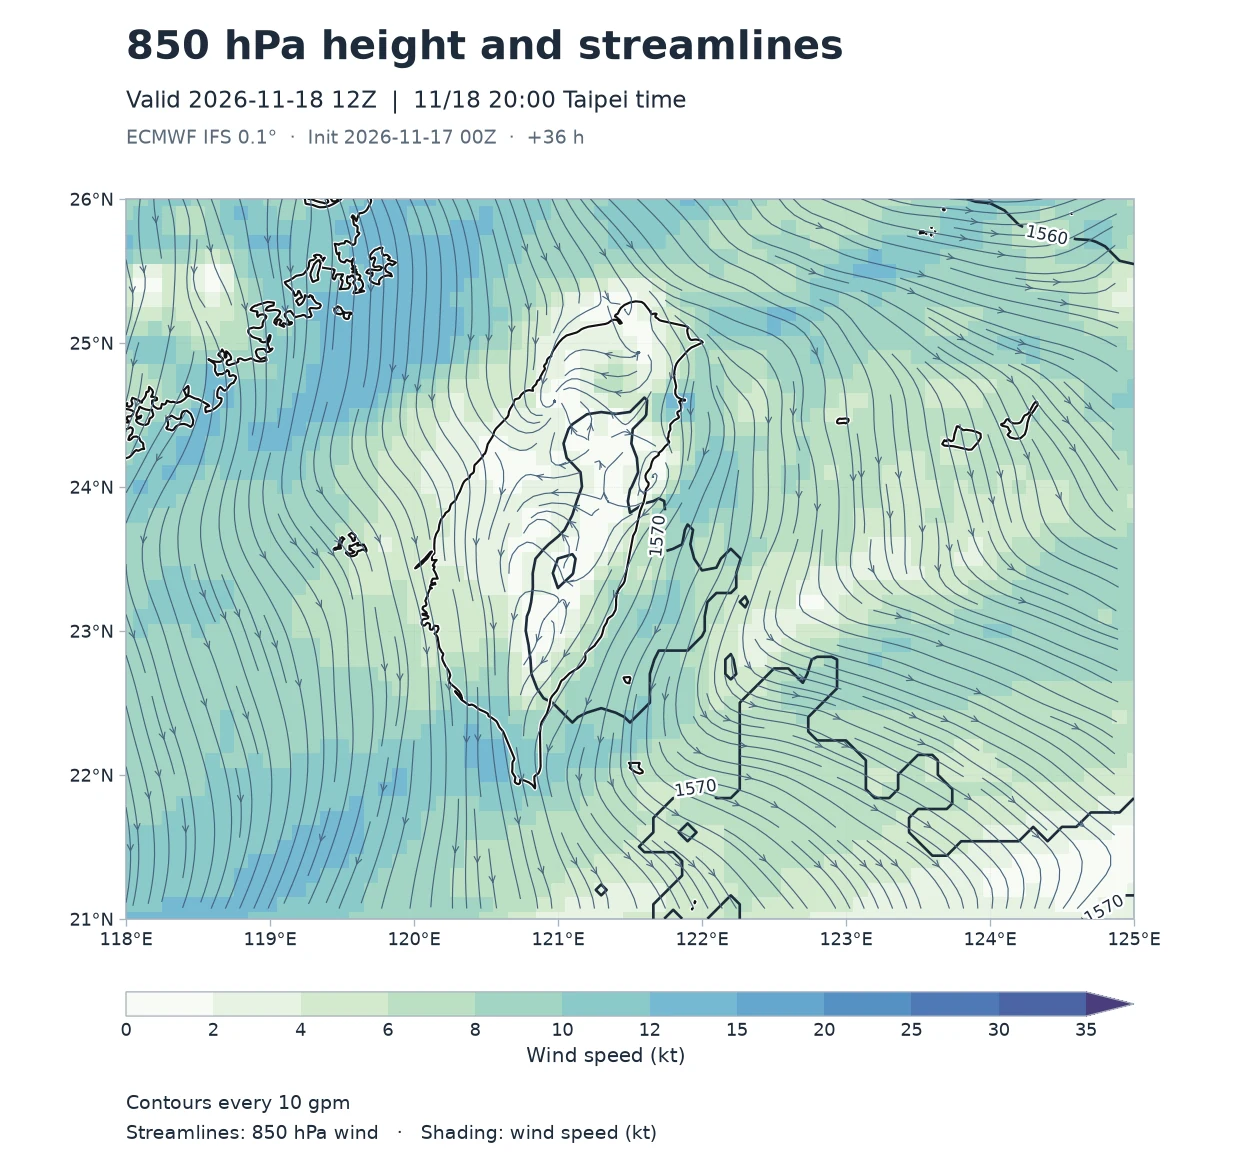 850 hPa height and streamlines
Valid 2026-11-18 12Z | 11/18 20:00 Taipei time
ECMWF IFS 0.1° · Init 2026-11-17 00Z · +36 h
26°N
1560
25°N
24°N
1570
23°N
22°N
1570
1570
21°N
118°E 119°E 120°E 121°E 122°E 123°E 124°E 125°E
0 2 4 6 8 10 12 15 20 25 30 35
Wind speed (kt)
Contours every 10 gpm
Streamlines: 850 hPa wind · Shading: wind speed (kt)